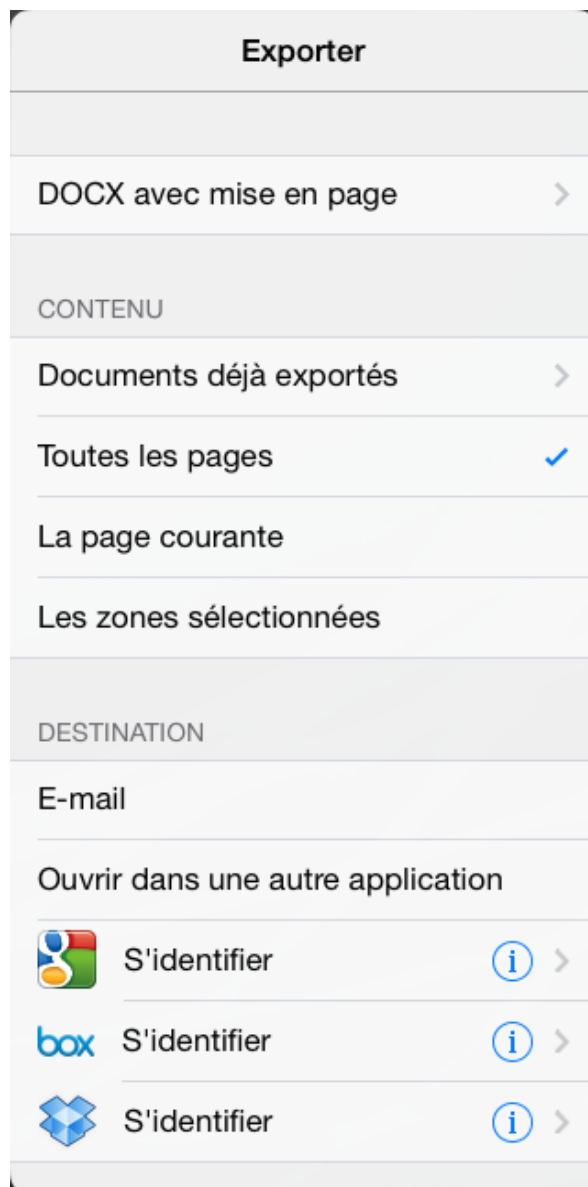 Exporter
DOCX avec mise en page
CONTENU
Documents déjà exportés
Toutes les pages
La page courante
Les zones sélectionnées
DESTINATION
E-mail
Ouvrir dans une autre application
S'identifier
box S'identifier
S'identifier